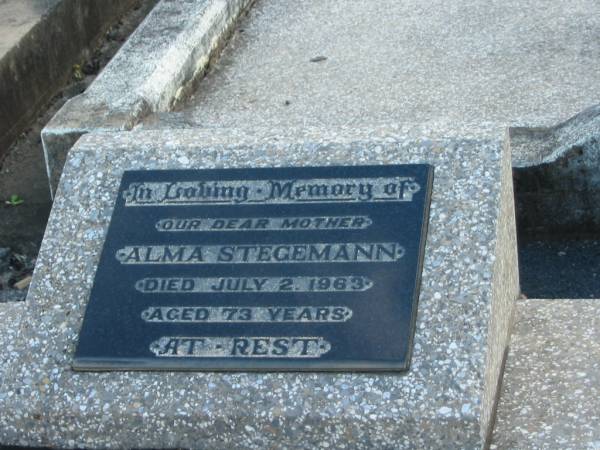 In Loving · Memory of
OUR DEAR MOTHER
ALMA STEGEMANN
DIED JULY 2, 1963
AGED 73 YEARS
AT · REST